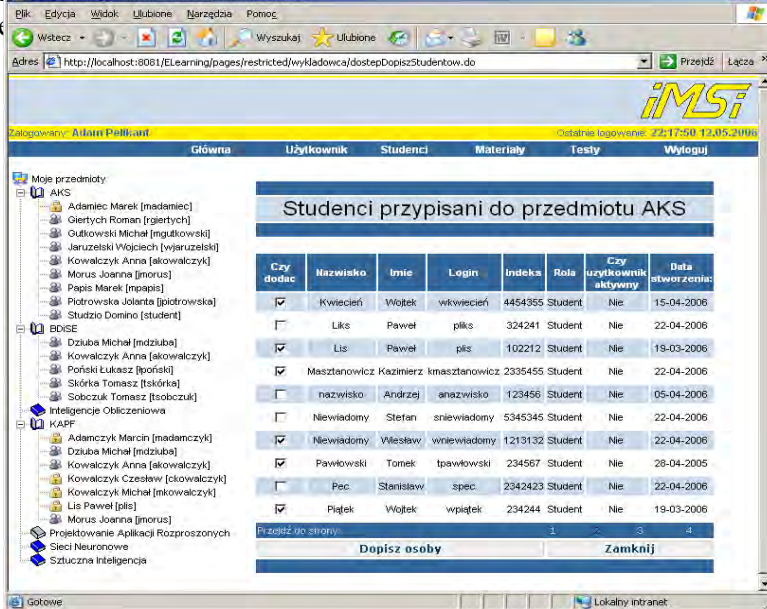 Plik Edycja Widok Ulubione Narzędzia Pomoc
Wstecz Wyszukaj Ulubione
Adres http://localhost:8081/ELearning/pages/restricted/wykladowca/dostepDopiszStudentow.do Przejdź Łącza
iMSi
Zalogowany: Adam Pelikant Ostatnie logowanie: 22:17:50 12.05.2006
Główna Użytkownik Studenci Materiały Testy Wyloguj
Moje przedmioty
AKS
Adamiec Marek [madamiec]
Giertych Roman [rgiertych]
Gutkowski Michał [mgutkowski]
Jaruzelski Wojciech [wjaruzelski]
Kowalczyk Anna [akowalczyk]
Morus Joanna [jmorus]
Papis Marek [mpapis]
Piotrowska Jolanta [jpiotrowska]
Studzio Domino [student]
BDiSE
Dziuba Michał [mdziuba]
Kowalczyk Anna [akowalczyk]
Poński Łukasz [łponski]
Skórka Tomasz [tskórka]
Sobczuk Tomasz [tsobczuk]
Inteligencje Obliczeniowa
KAPF
Adamczyk Marcin [madamczyk]
Dziuba Michał [mdziuba]
Kowalczyk Anna [akowalczyk]
Kowalczyk Czesław [ckowalczyk]
Kowalczyk Michał [mkowalczyk]
Lis Paweł [plis]
Morus Joanna [jmorus]
Projektowanie Aplikacji Rozproszonych
Sieci Neuronowe
Sztuczna Inteligencja
Studenci przypisani do przedmiotu AKS
Czy dodac Nazwisko Imie Login Indeks Rola Czy uzytkownik aktywny Data stworzenia:
Kwiecień Wojtek wkwiecień 4454355 Student Nie 15-04-2006
Liks Paweł pliks 324241 Student Nie 22-04-2006
Lis Paweł plis 102212 Student Nie 19-03-2006
Masztanowicz Kazimierz kmasztanowicz 2335455 Student Nie 22-04-2006
nazwisko Andrzej anazwisko 123456 Student Nie 05-04-2006
Niewiadomy Stefan sniewiadomy 5345345 Student Nie 22-04-2006
Niewiadomy Wiesław wniewiadomy 1213132 Student Nie 22-04-2006
Pawłowski Tomek tpawłowski 234567 Student Nie 28-04-2005
Pec Stanisław spec 2342423 Student Nie 22-04-2006
Piątek Wojtek wpiątek 234244 Student Nie 19-03-2006
Przejdź do strony: 1 2 3 4
Dopisz osoby Zamknij
Gotowe Lokalny intranet